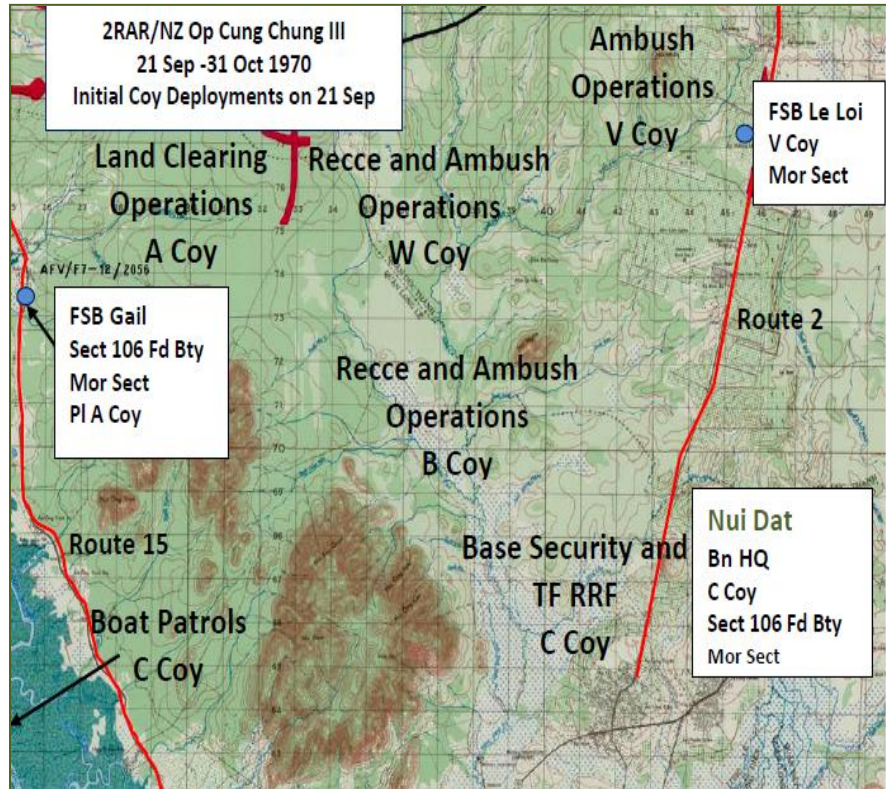 2RAR/NZ Op Cung Chung III
21 Sep -31 Oct 1970
Initial Coy Deployments on 21 Sep
Ambush
Operations
V Coy
FSB Le Loi
V Coy
Mor Sect
Land Clearing
Operations
A Coy
Recce and Ambush
Operations
W Coy
AFV/F7-12/2056
FSB Gail
Sect 106 Fd Bty
Mor Sect
Pl A Coy
Route 2
Recce and Ambush
Operations
B Coy
Route 15
Boat Patrols
C Coy
Base Security and
TF RRF
C Coy
Nui Dat
Bn HQ
C Coy
Sect 106 Fd Bty
Mor Sect